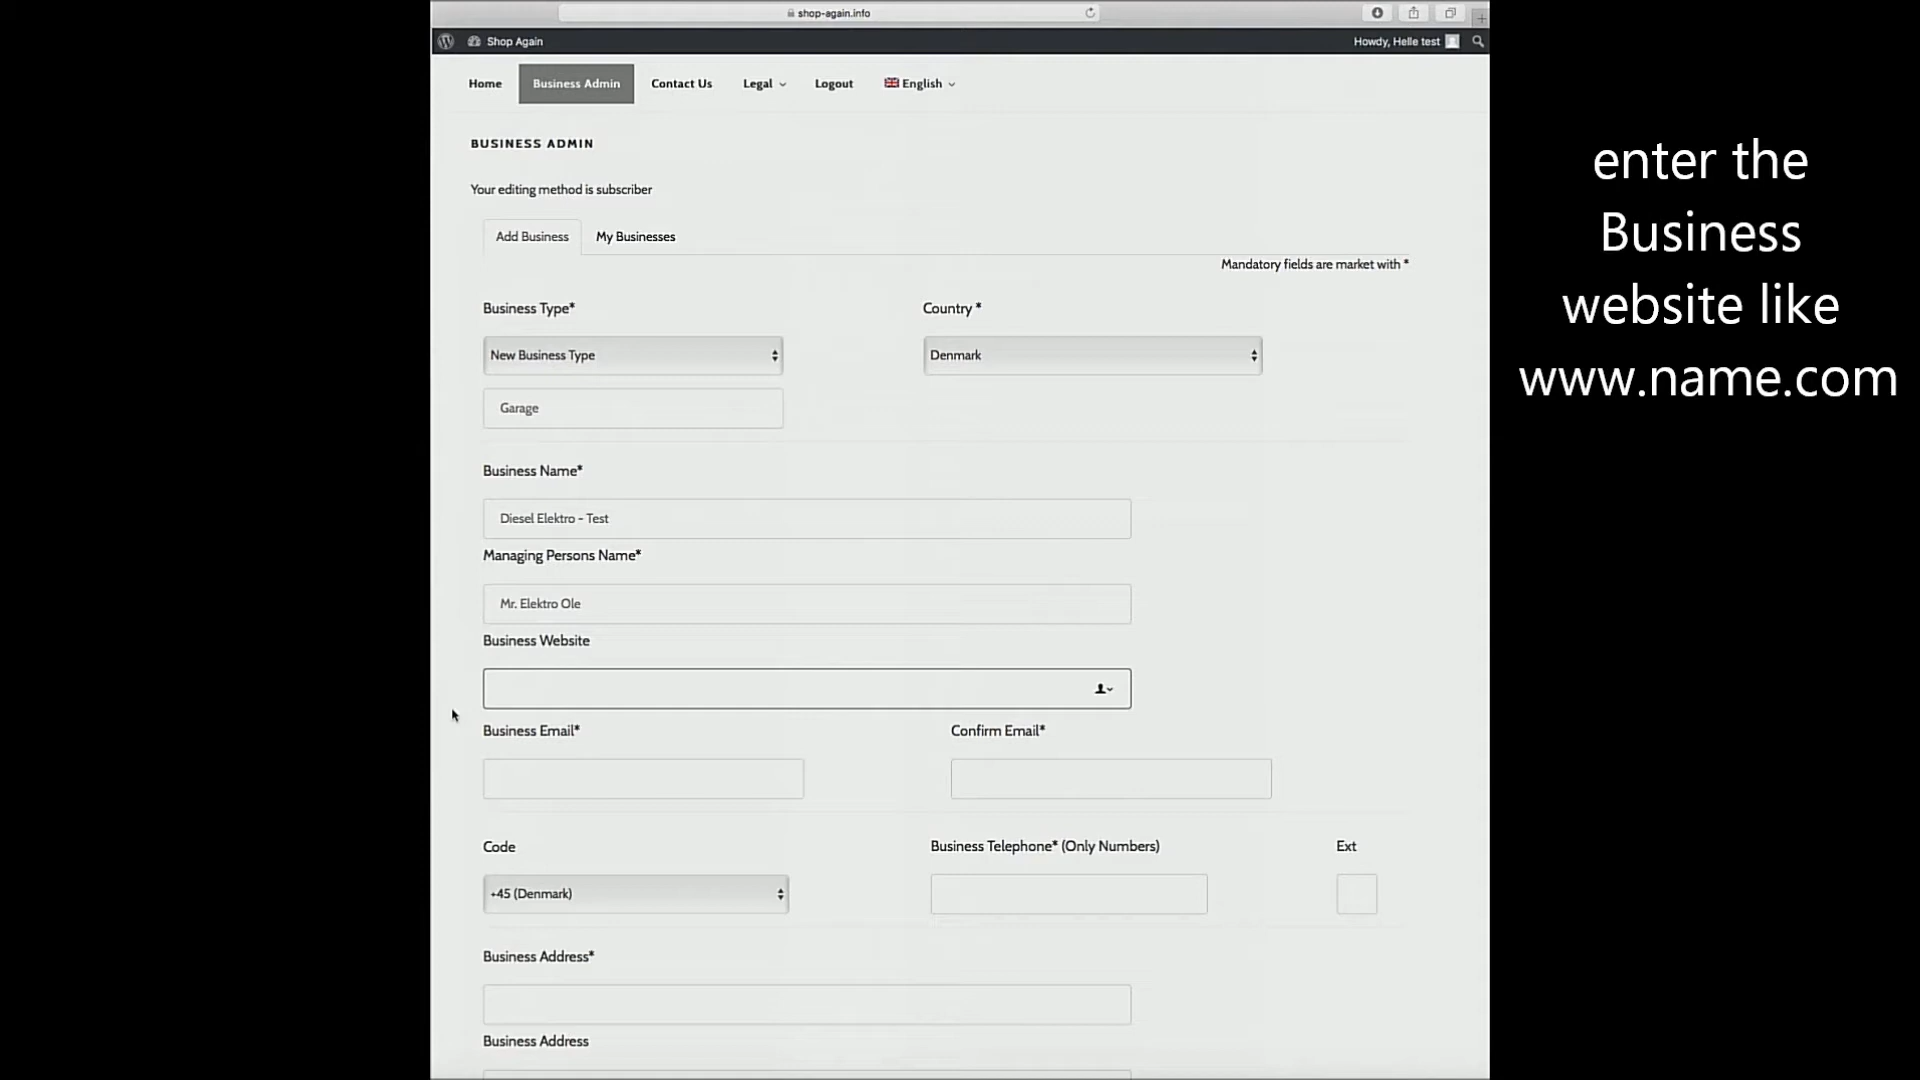 shop-again.info
Shop Again
Howdy, Helle test
Home
Business Admin
Contact Us
Legal
Logout
English
BUSINESS ADMIN
Your editing method is subscriber
Add Business
My Businesses
Mandatory fields are market with *
Business Type*
Country *
New Business Type
Denmark
Garage
Business Name*
Diesel Elektro - Test
Managing Persons Name*
Mr. Elektro Ole
Business Website
Business Email*
Confirm Email*
Code
Business Telephone* (Only Numbers)
Ext
+45 (Denmark)
Business Address*
Business Address
enter the
Business
website like
www.name.com